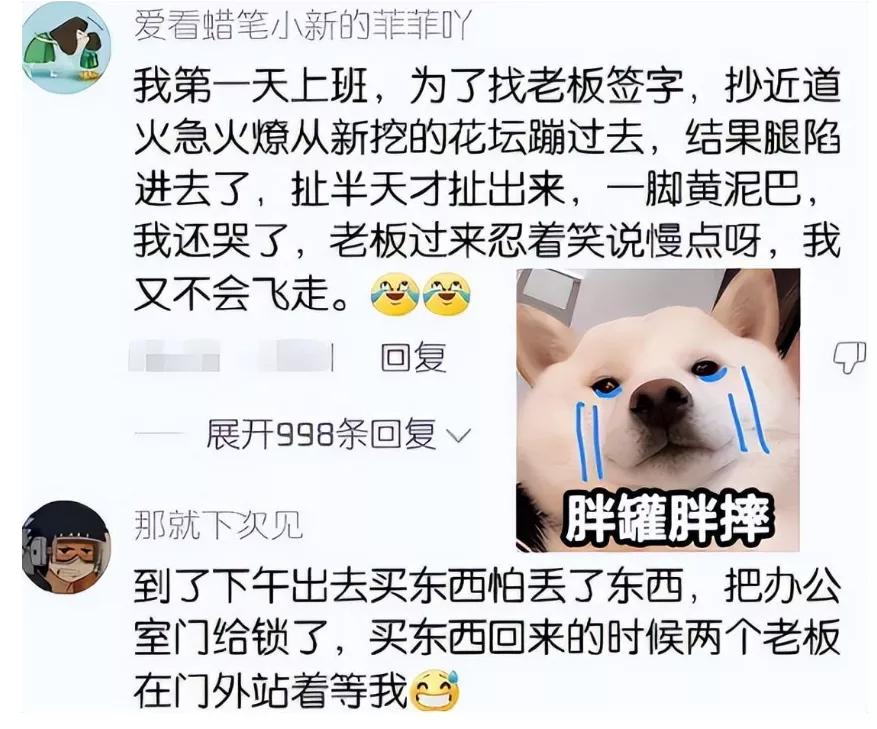 爱看蜡笔小新的菲菲吖
我第一天上班，为了找老板签字，抄近道
火急火燎从新挖的花坛蹦过去，结果腿陷
进去了，扯半天才扯出来，一脚黄泥巴，
我还哭了，老板过来忍着笑说慢点呀，我
又不会飞走。😂😂
回复
展开998条回复
胖罐胖摔
那就下次见
到了下午出去买东西怕丢了东西，把办公
室门给锁了，买东西回来的时候两个老板
在门外站着等我😅